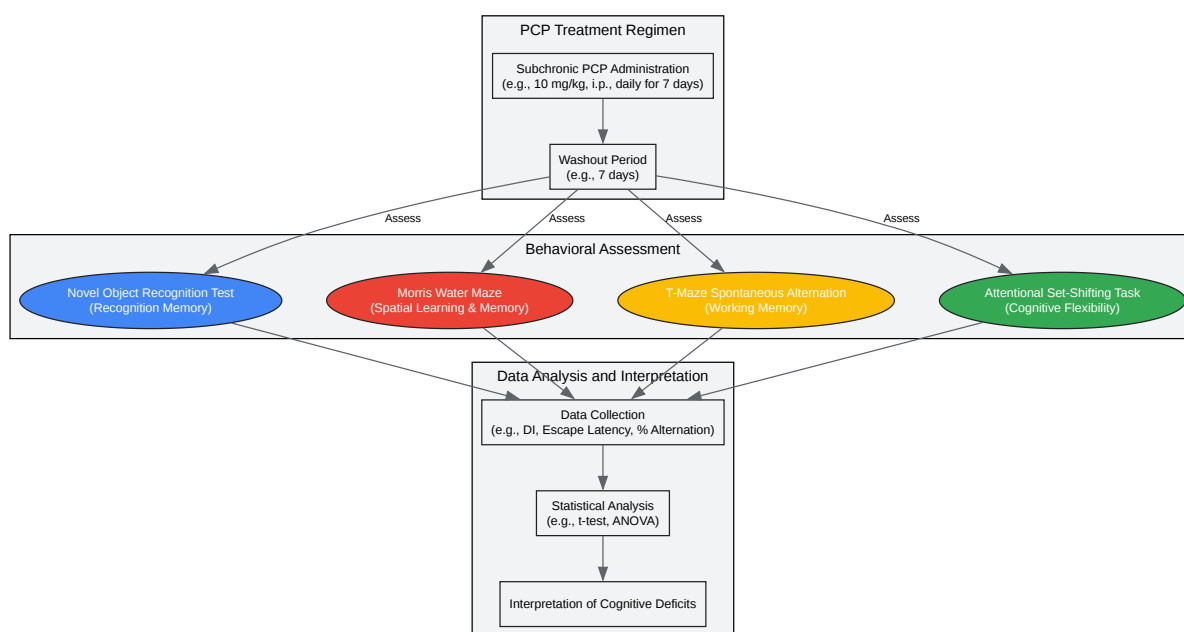 PCP Treatment Regimen
Subchronic PCP Administration
(e.g., 10 mg/kg, i.p., daily for 7 days)
Washout Period
(e.g., 7 days)
Assess
Assess
Assess
Assess
Behavioral Assessment
Novel Object Recognition Test
(Recognition Memory)
Morris Water Maze
(Spatial Learning & Memory)
T-Maze Spontaneous Alternation
(Working Memory)
Attentional Set-Shifting Task
(Cognitive Flexibility)
Data Analysis and Interpretation
Data Collection
(e.g., DI, Escape Latency, % Alternation)
Statistical Analysis
(e.g., t-test, ANOVA)
Interpretation of Cognitive Deficits